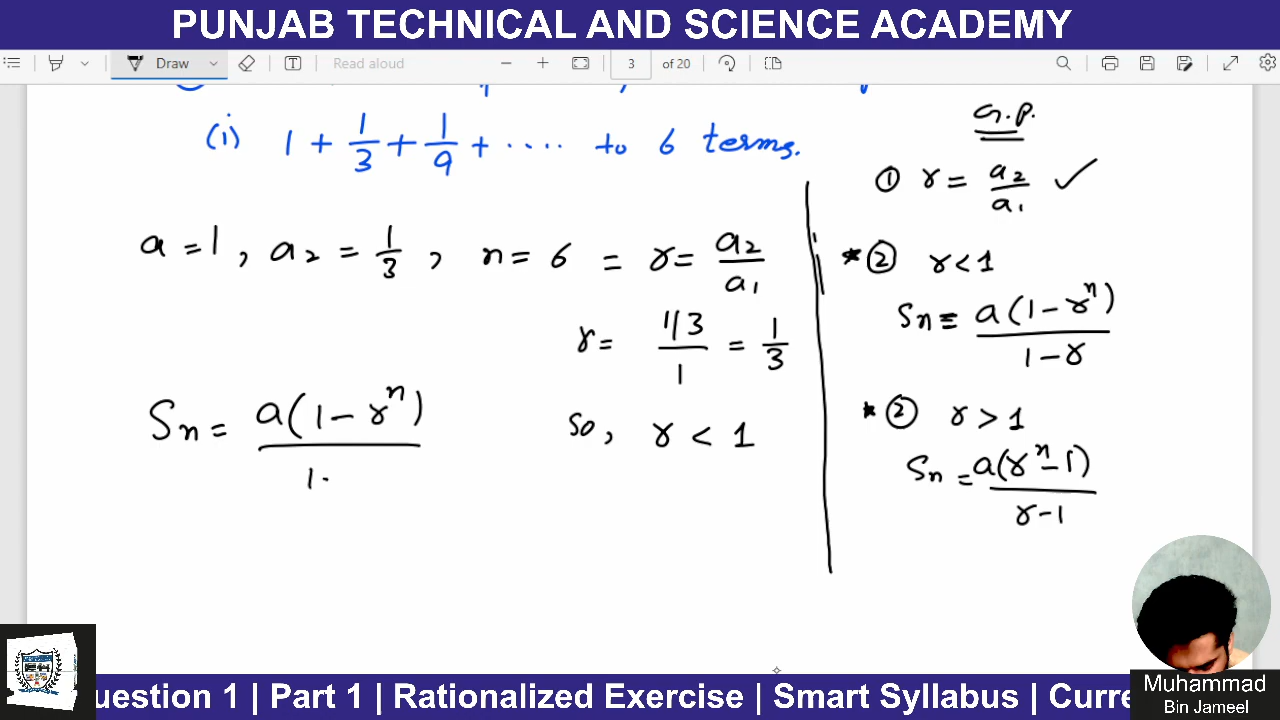 PUNJAB TECHNICAL AND SCIENCE ACADEMY
Draw
Read aloud
3 of 20
(i) 1 + 1/3 + 1/9 + .... to 6 terms.
a = 1, a2 = 1/3, n = 6 = r = a2/a1
r = 1/3/1 = 1/3
Sn = a(1 - r^n)/1-
So, r < 1
G.P.
① r = a2/a1 ✓
* ② r < 1
Sn = a(1 - r^n)/1 - r
* ② r > 1
Sn = a(r^n - 1)/r - 1
Muhammad
Bin Jameel
uestion 1 | Part 1 | Rationalized Exercise | Smart Syllabus | Curre